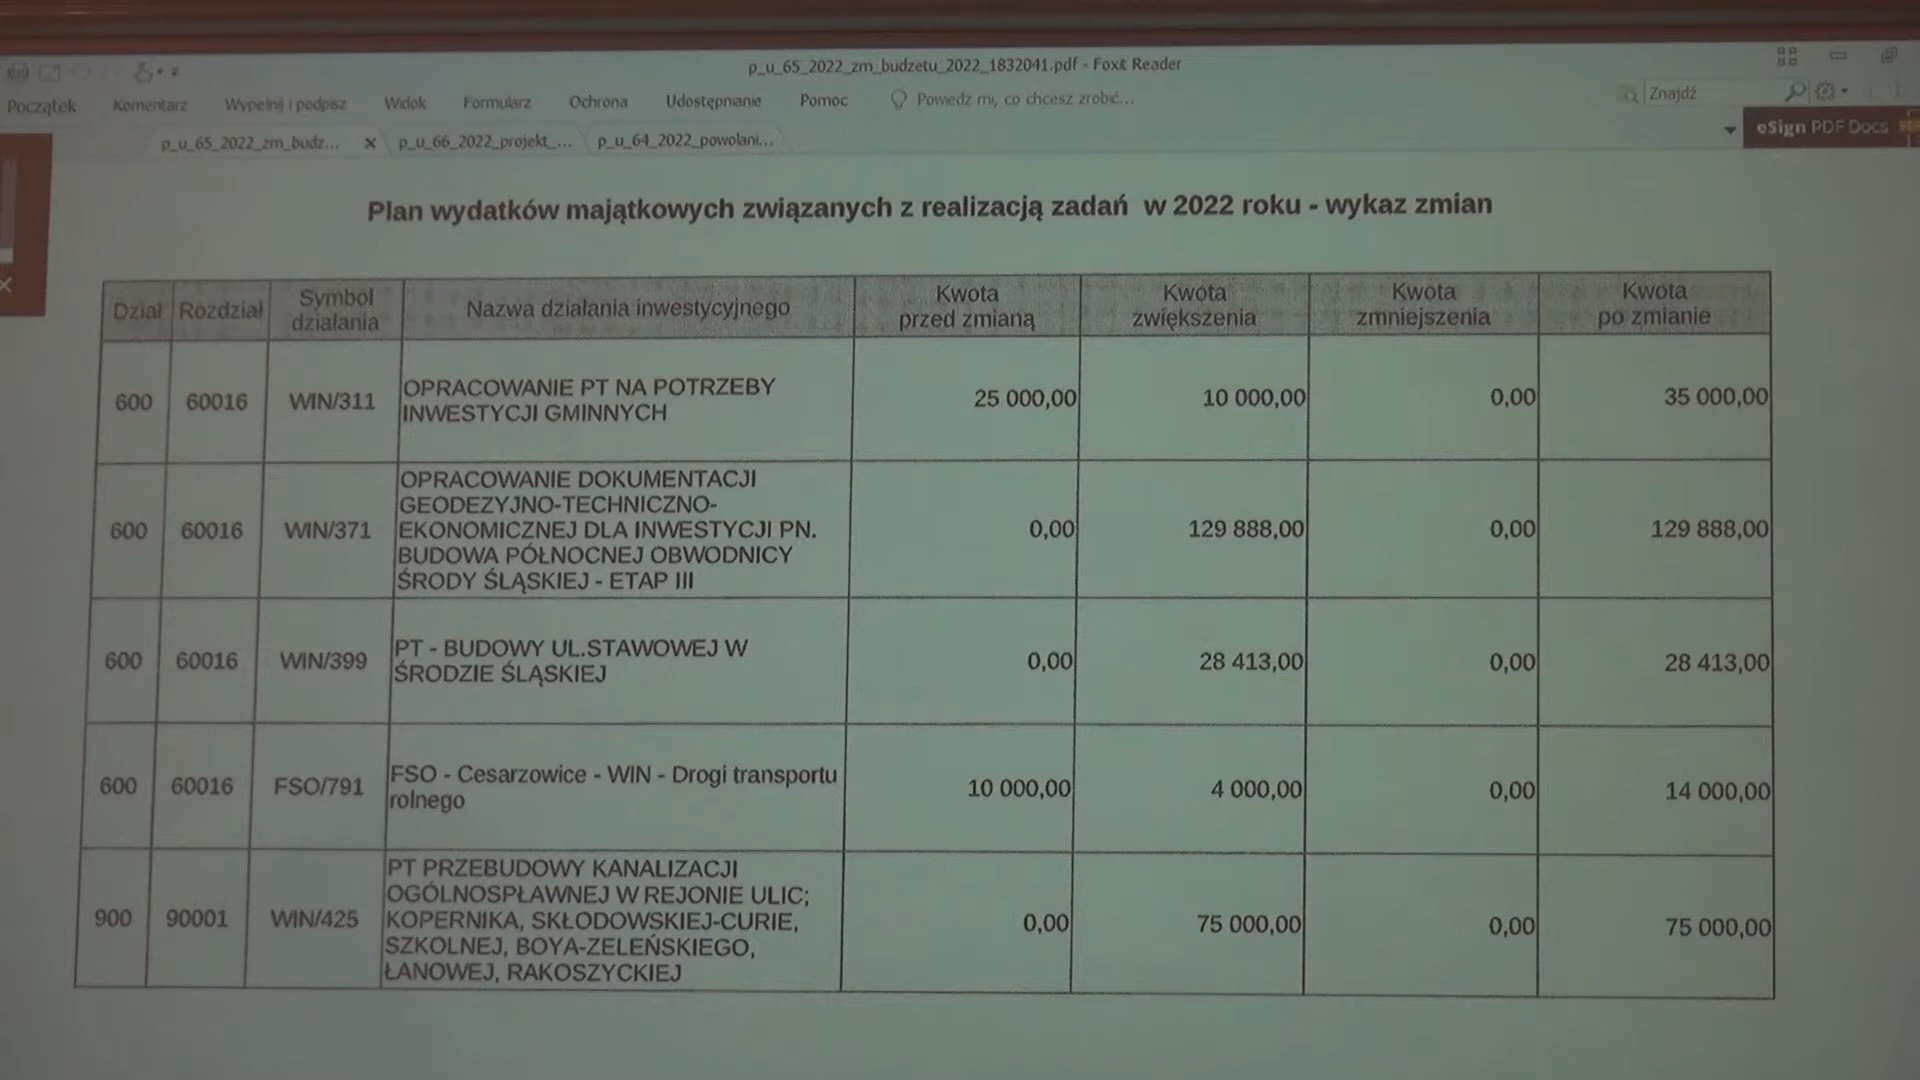 p_u_65_2022_zm_budzetu_2022_1832041.pdf - Foxit Reader
Początek Komentarz Wypełnij i podpisz Widok Formularz Ochrona Udostępnianie Pomoc Powiedz mi, co chcesz zrobić... Znajdź
p_u_65_2022_zm_budz... p_u_66_2022_projekt_... p_u_64_2022_powolani... eSign PDF Docs
Plan wydatków majątkowych związanych z realizacją zadań w 2022 roku - wykaz zmian
Dział Rozdział Symbol działania Nazwa działania inwestycyjnego Kwota przed zmianą Kwota zwiększenia Kwota zmniejszenia Kwota po zmianie
600 60016 WIN/311 OPRACOWANIE PT NA POTRZEBY
INWESTYCJI GMINNYCH 25 000,00 10 000,00 0,00 35 000,00
OPRACOWANIE DOKUMENTACJI
GEODEZYJNO-TECHNICZNO-
600 60016 WIN/371 EKONOMICZNEJ DLA INWESTYCJI PN. 0,00 129 888,00 0,00 129 888,00
BUDOWA PÓŁNOCNEJ OBWODNICY
ŚRODY ŚLĄSKIEJ - ETAP III
600 60016 WIN/399 PT - BUDOWY UL.STAWOWEJ W
ŚRODZIE ŚLĄSKIEJ 0,00 28 413,00 0,00 28 413,00
600 60016 FSO/791 FSO - Cesarzowice - WIN - Drogi transportu
rolnego 10 000,00 4 000,00 0,00 14 000,00
PT PRZEBUDOWY KANALIZACJI
OGÓLNOSPŁAWNEJ W REJONIE ULIC;
900 90001 WIN/425 KOPERNIKA, SKŁODOWSKIEJ-CURIE, 0,00 75 000,00 0,00 75 000,00
SZKOLNEJ, BOYA-ZELEŃSKIEGO,
ŁANOWEJ, RAKOSZYCKIEJ